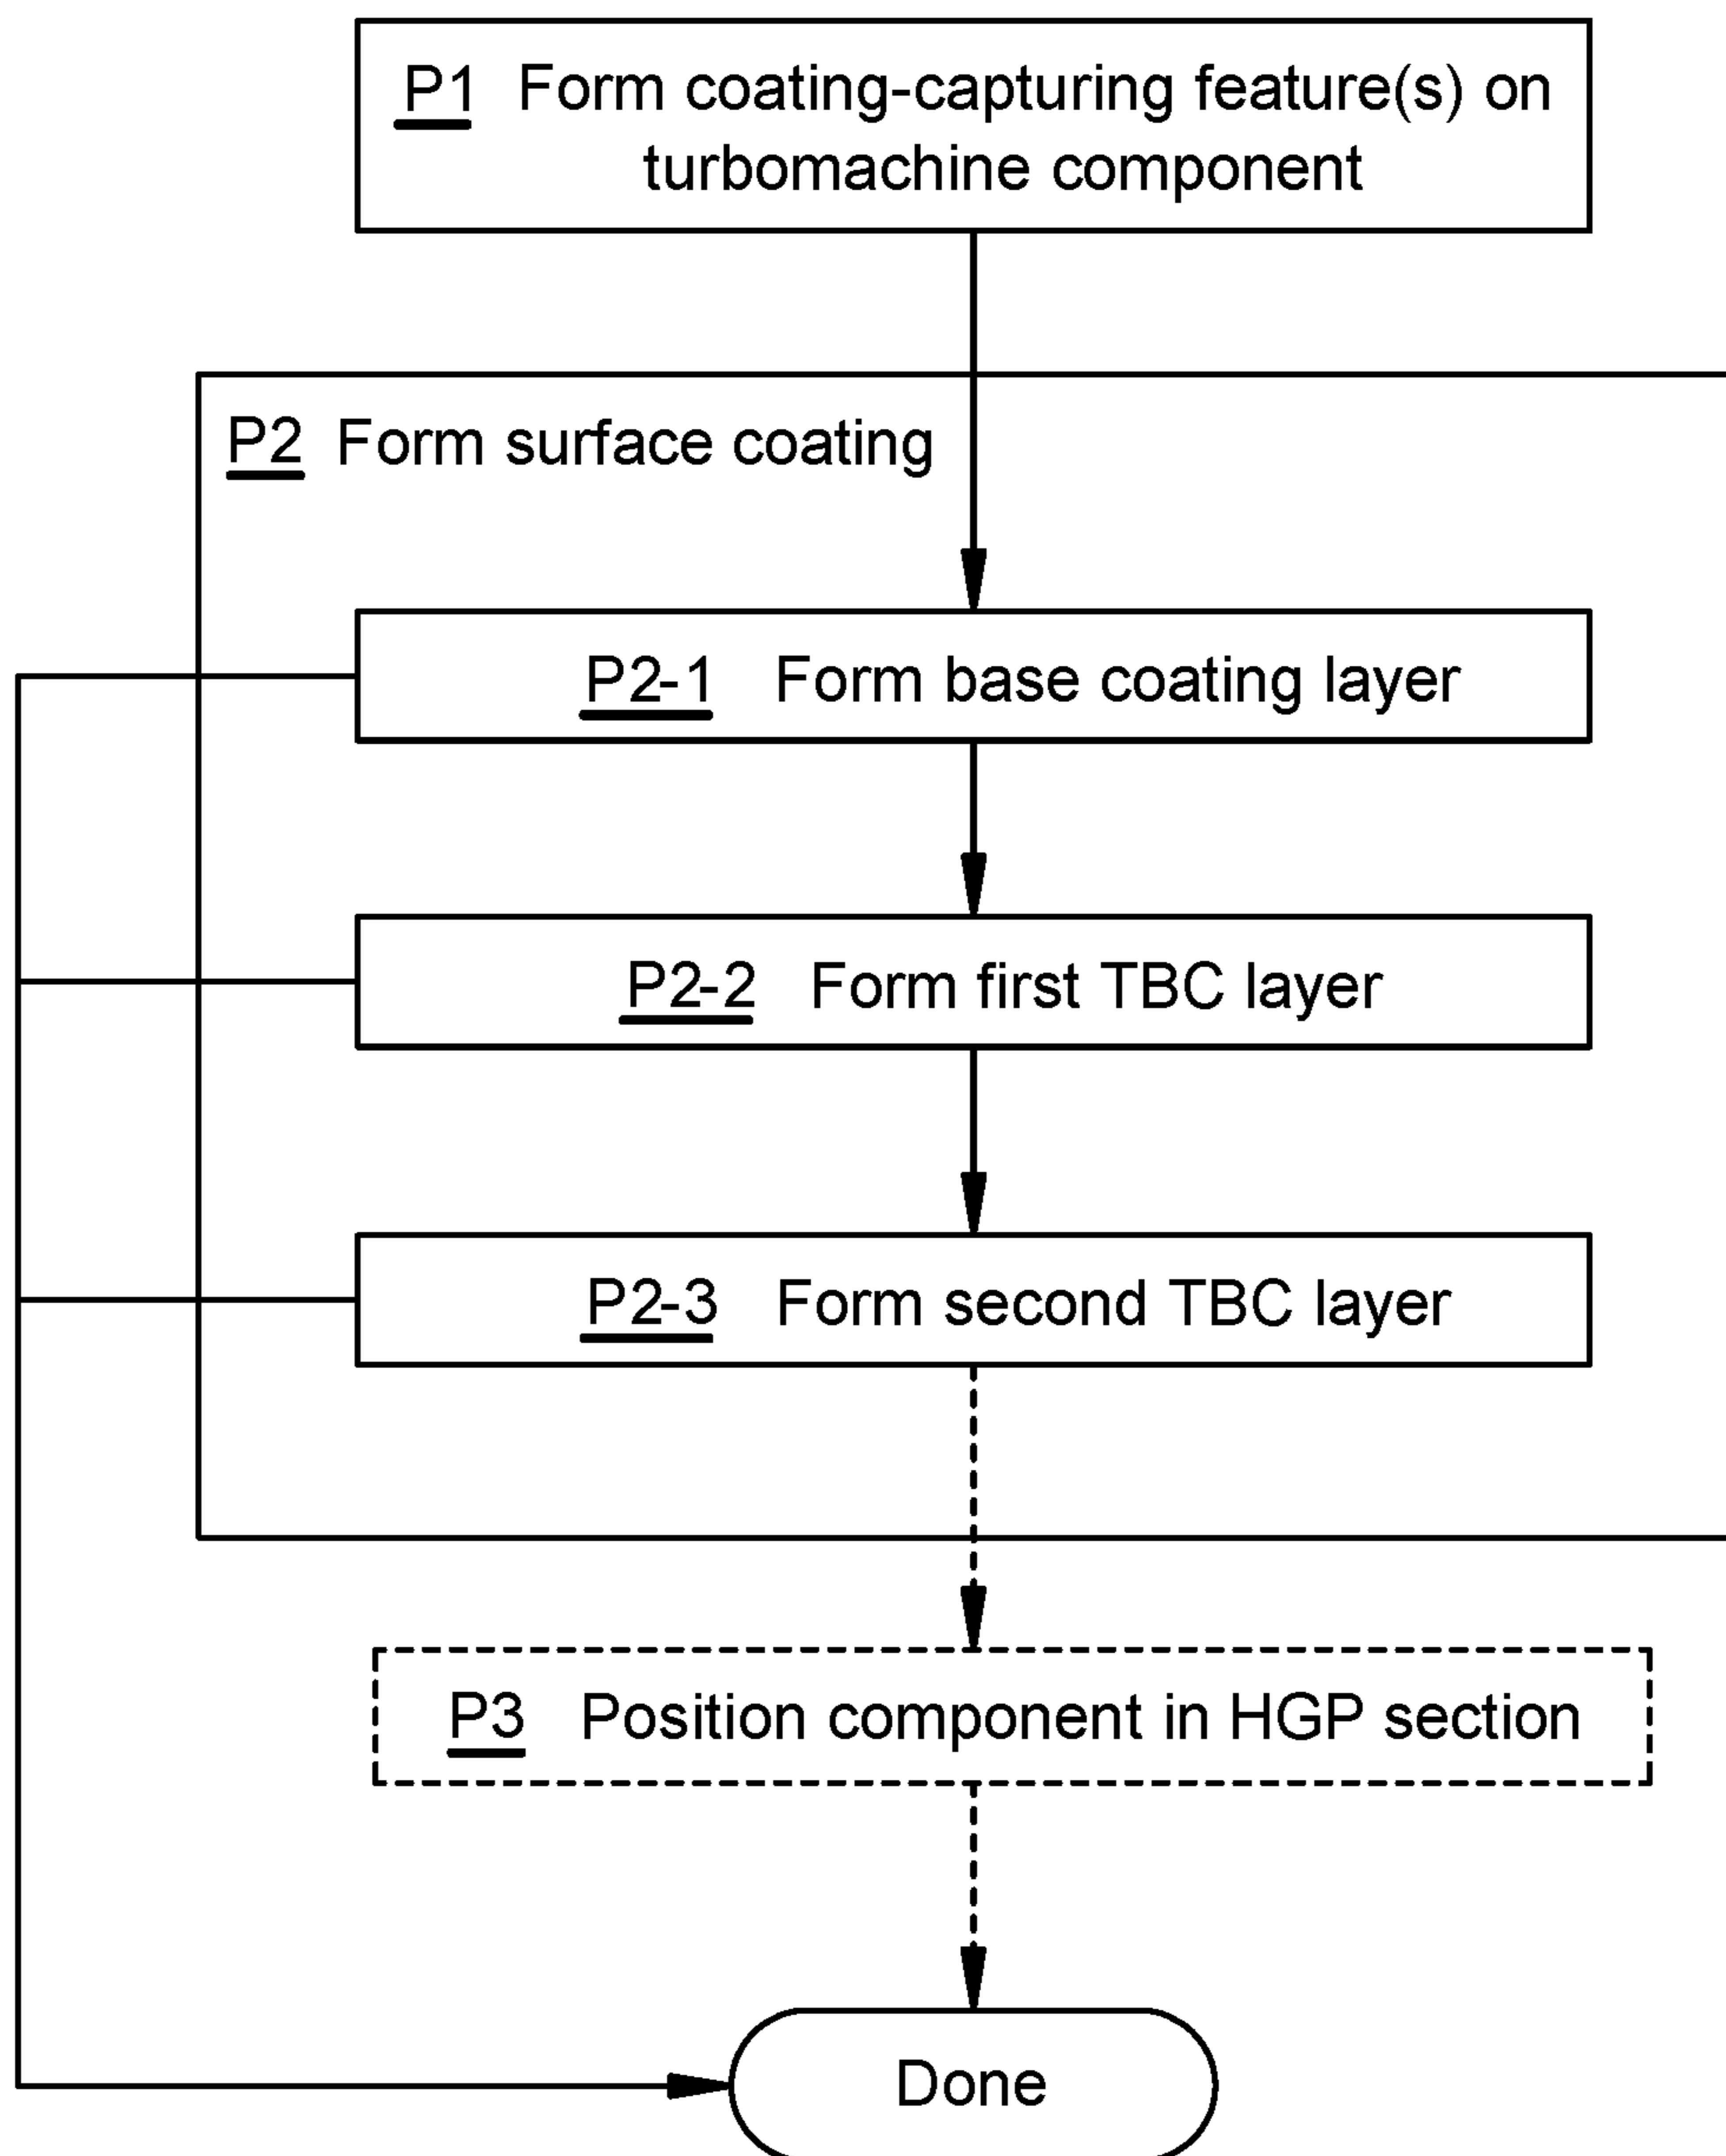 P1 Form coating-capturing feature(s) on
turbomachine component
P2 Form surface coating
P2-1 Form base coating layer
P2-2 Form first TBC layer
P2-3 Form second TBC layer
P3 Position component in HGP section
Done